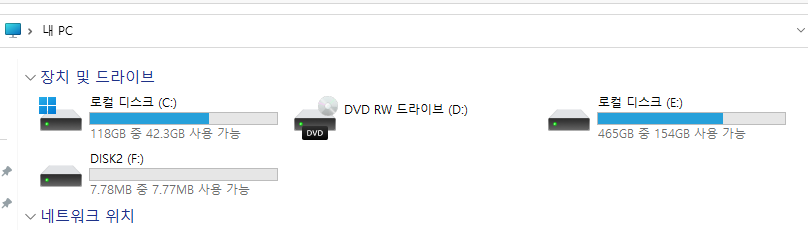 내 PC
장치 및 드라이브
로컬 디스크 (C:)
118GB 중 42.3GB 사용 가능
DVD RW 드라이브 (D:)
DVD
로컬 디스크 (E:)
465GB 중 154GB 사용 가능
DISK2 (F:)
7.78MB 중 7.77MB 사용 가능
네트워크 위치